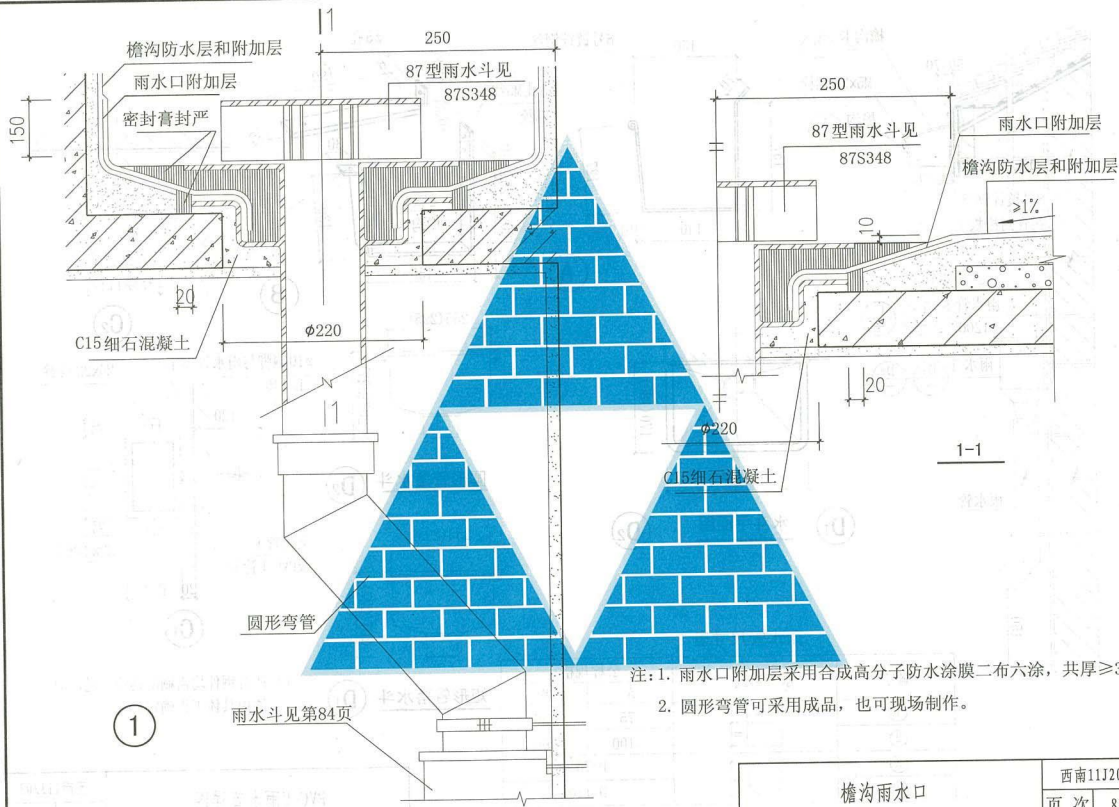 1
250
檐沟防水层和附加层
雨水口附加层
密封膏封严
87型雨水斗见
87S348
150
20
C15细石混凝土
ø220
1
圆形弯管
雨水斗见第84页
1
250
87型雨水斗见
87S348
雨水口附加层
檐沟防水层和附加层
≥1%
10
20
ø220
C15细石混凝土
1-1
注:1. 雨水口附加层采用合成高分子防水涂膜二布六涂，共厚≥3
2. 圆形弯管可采用成品，也可现场制作。
檐沟雨水口
西南11J20
页 次